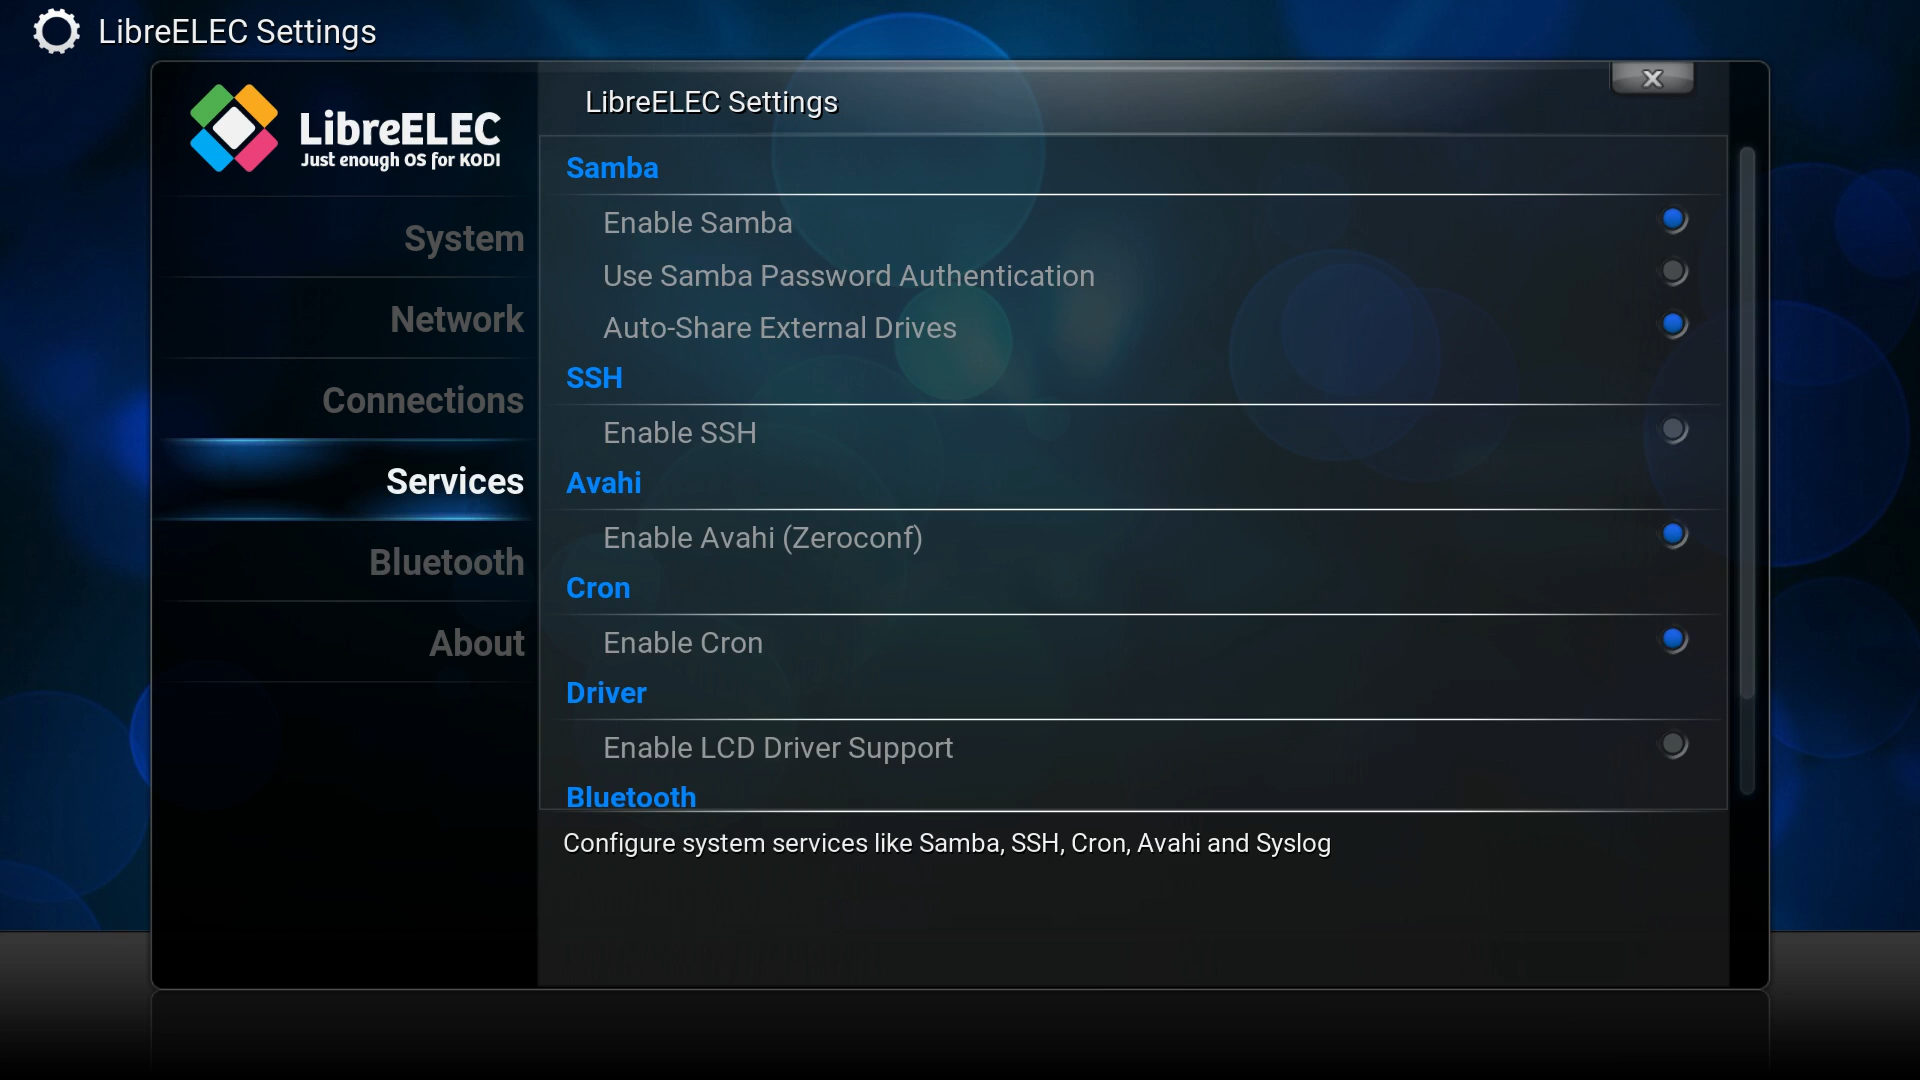 LibreELEC Settings
LibreELEC
Just enough OS for KODI
System
Network
Connections
Services
Bluetooth
About
LibreELEC Settings
x
Samba
Enable Samba
Use Samba Password Authentication
Auto-Share External Drives
SSH
Enable SSH
Avahi
Enable Avahi (Zeroconf)
Cron
Enable Cron
Driver
Enable LCD Driver Support
Bluetooth
Configure system services like Samba, SSH, Cron, Avahi and Syslog